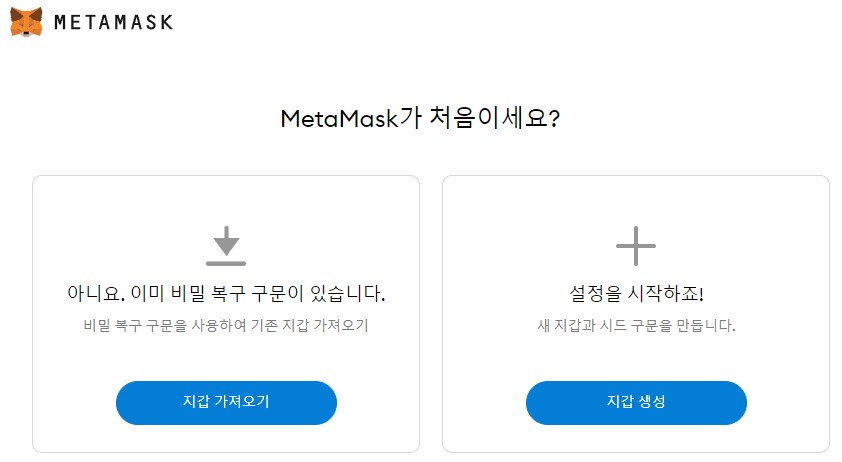 METAMASK
MetaMask가 처음이세요?
아니요. 이미 비밀 복구 구문이 있습니다.
비밀 복구 구문을 사용하여 기존 지갑 가져오기
지갑 가져오기
설정을 시작하죠!
새 지갑과 시드 구문을 만듭니다.
지갑 생성